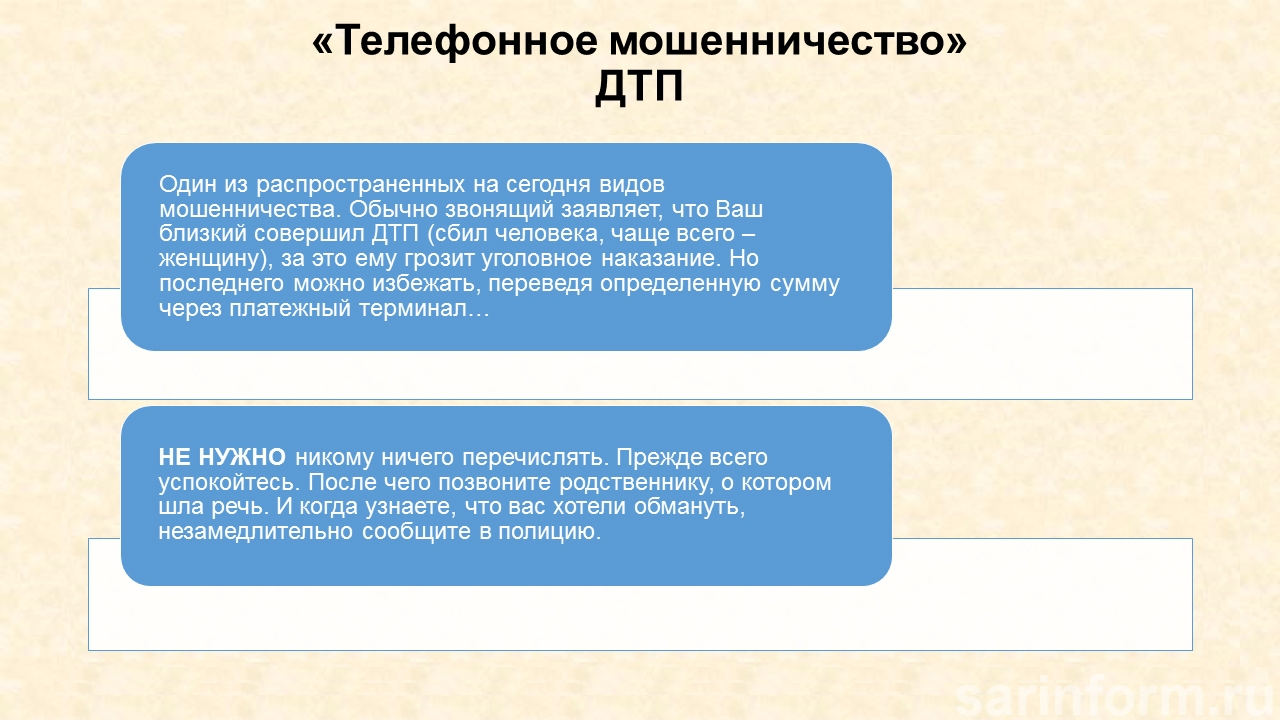 «Телефонное мошенничество»
ДТП
Один из распространенных на сегодня видов
мошенничества. Обычно звонящий заявляет, что Ваш
близкий совершил ДТП (сбил человека, чаще всего –
женщину), за это ему грозит уголовное наказание. Но
последнего можно избежать, переведя определенную сумму
через платежный терминал…
НЕ НУЖНО никому ничего перечислять. Прежде всего
успокойтесь. После чего позвоните родственнику, о котором
шла речь. И когда узнаете, что вас хотели обмануть,
незамедлительно сообщите в полицию.
sarinform.ru